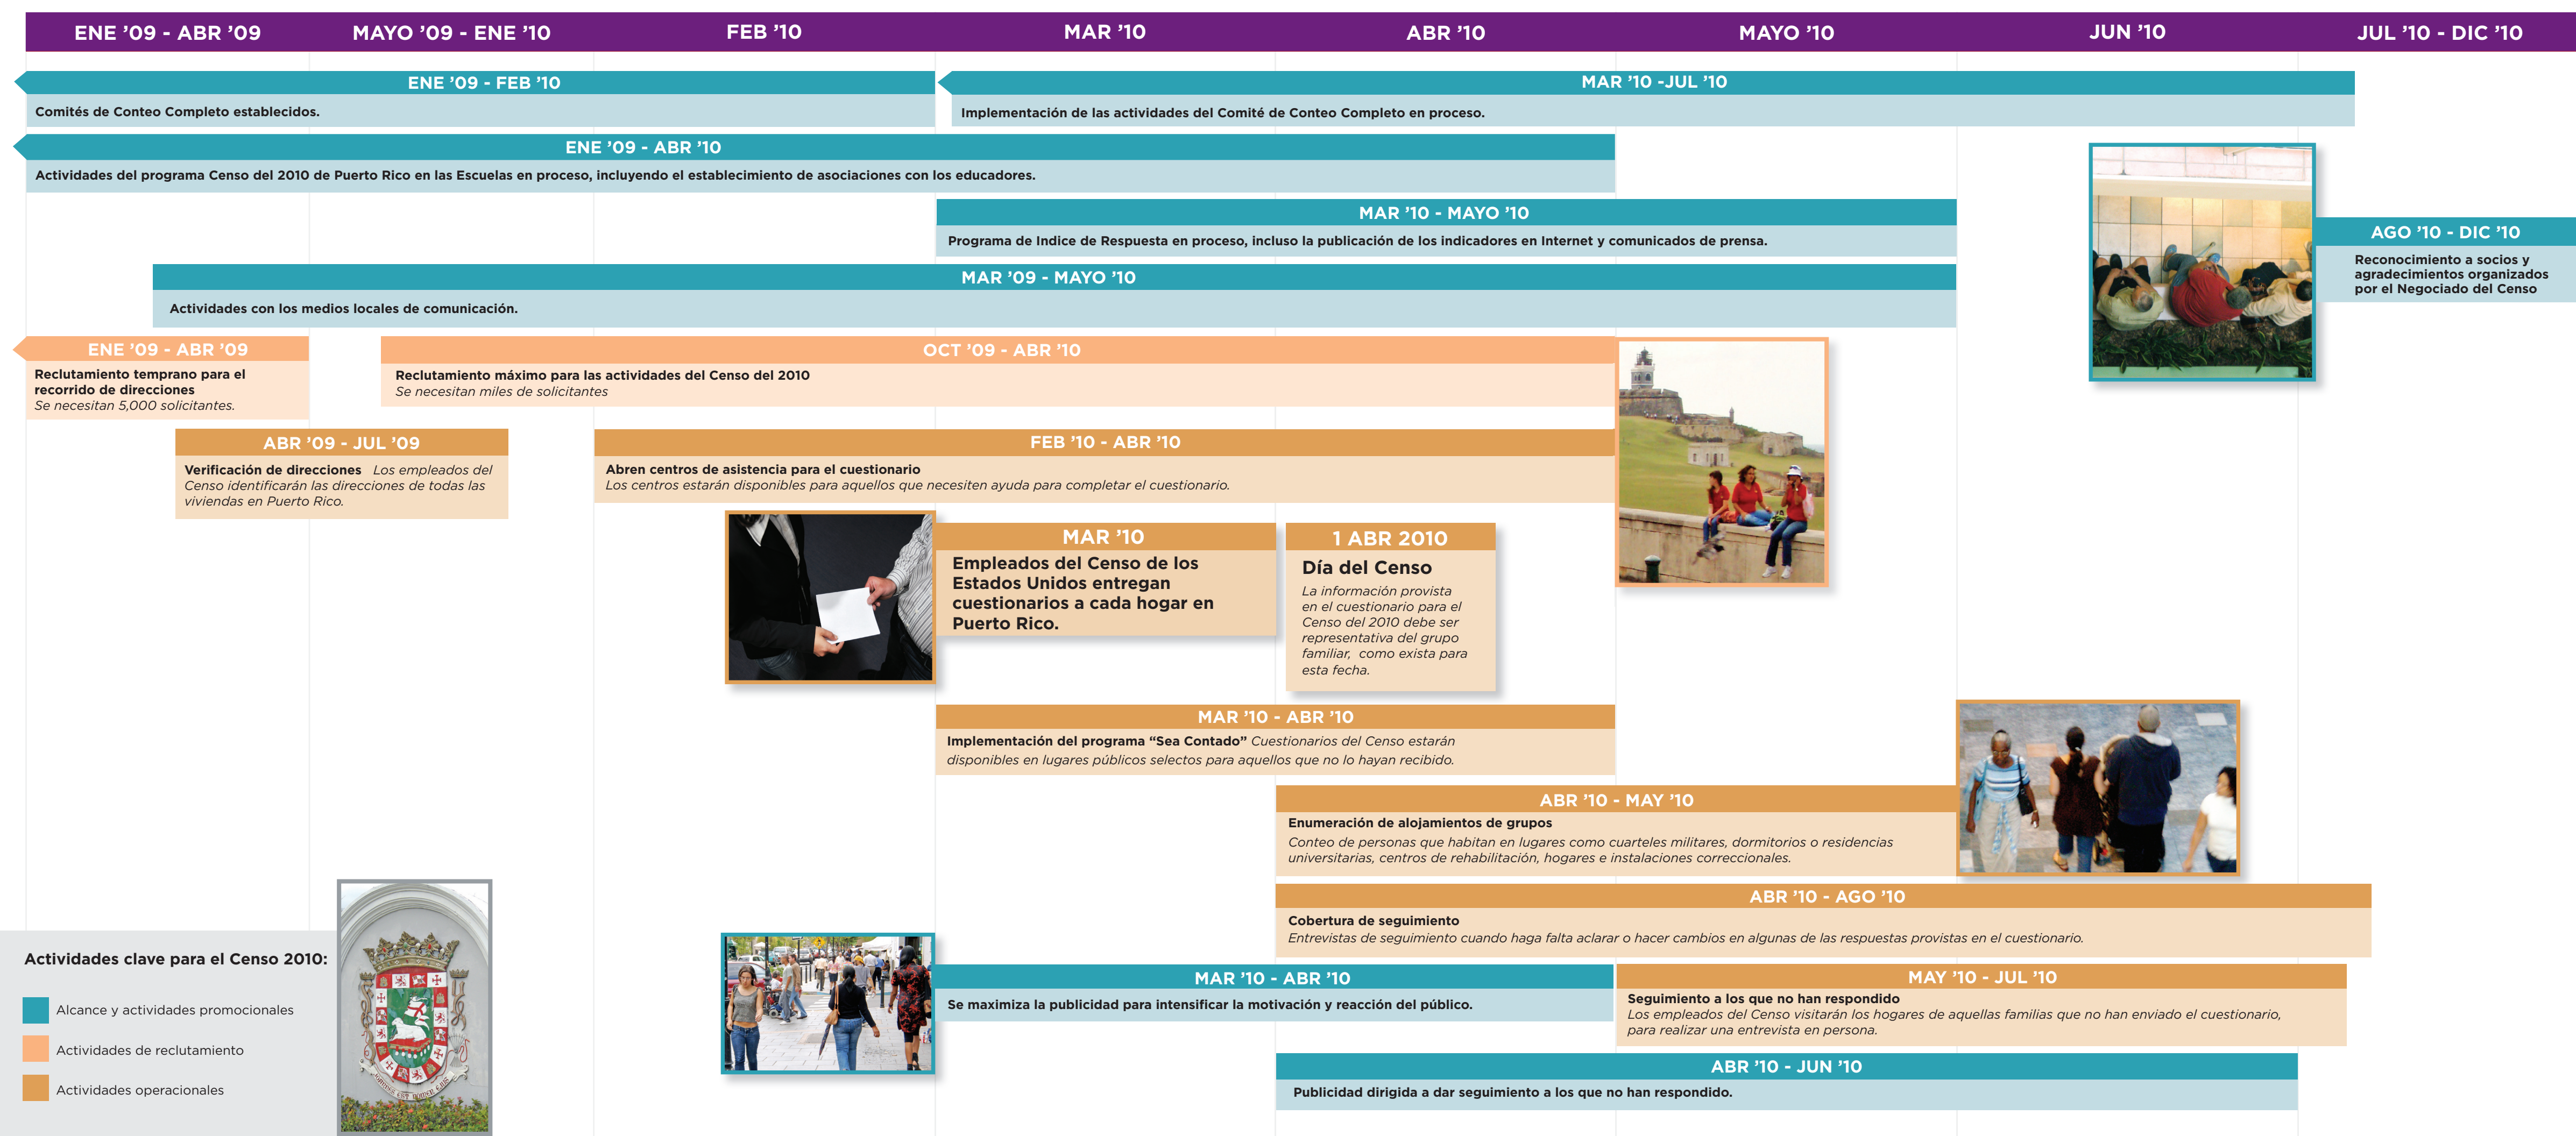 ENE ’09 - ABR ’09
MAYO ’09 - ENE ’10
FEB ’10
MAR ’10
ABR ’10
MAYO ’10
JUN ’10
JUL ’10 - DIC ’10
ENE ’09 - FEB ’10
Comités de Conteo Completo establecidos.
MAR ’10 -JUL ’10
Implementación de las actividades del Comité de Conteo Completo en proceso.
ENE ’09 - ABR ’10
Actividades del programa Censo del 2010 de Puerto Rico en las Escuelas en proceso, incluyendo el establecimiento de asociaciones con los educadores.
MAR ’10 - MAYO ’10
Programa de Indice de Respuesta en proceso, incluso la publicación de los indicadores en Internet y comunicados de prensa.
AGO ’10 - DIC ’10
Reconocimiento a socios y
agradecimientos organizados
por el Negociado del Censo
MAR ’09 - MAYO ’10
Actividades con los medios locales de comunicación.
ENE ’09 - ABR ’09
Reclutamiento temprano para el
recorrido de direcciones
Se necesitan 5,000 solicitantes.
OCT ’09 - ABR ’10
Reclutamiento máximo para las actividades del Censo del 2010
Se necesitan miles de solicitantes
ABR ’09 - JUL ’09
Verificación de direcciones Los empleados del
Censo identificarán las direcciones de todas las
viviendas en Puerto Rico.
FEB ’10 - ABR ’10
Abren centros de asistencia para el cuestionario
Los centros estarán disponibles para aquellos que necesiten ayuda para completar el cuestionario.
MAR ’10
Empleados del Censo de los
Estados Unidos entregan
cuestionarios a cada hogar en
Puerto Rico.
1 ABR 2010
Día del Censo
La información provista
en el cuestionario para el
Censo del 2010 debe ser
representativa del grupo
familiar, como exista para
esta fecha.
MAR ’10 - ABR ’10
Implementación del programa “Sea Contado” Cuestionarios del Censo estarán
disponibles en lugares públicos selectos para aquellos que no lo hayan recibido.
ABR ’10 - MAY ’10
Enumeración de alojamientos de grupos
Conteo de personas que habitan en lugares como cuarteles militares, dormitorios o residencias
universitarias, centros de rehabilitación, hogares e instalaciones correccionales.
ABR ’10 - AGO ’10
Cobertura de seguimiento
Entrevistas de seguimiento cuando haga falta aclarar o hacer cambios en algunas de las respuestas provistas en el cuestionario.
MAR ’10 - ABR ’10
Se maximiza la publicidad para intensificar la motivación y reacción del público.
MAY ’10 - JUL ’10
Seguimiento a los que no han respondido
Los empleados del Censo visitarán los hogares de aquellas familias que no han enviado el cuestionario,
para realizar una entrevista en persona.
ABR ’10 - JUN ’10
Publicidad dirigida a dar seguimiento a los que no han respondido.
Actividades clave para el Censo 2010:
Alcance y actividades promocionales
Actividades de reclutamiento
Actividades operacionales